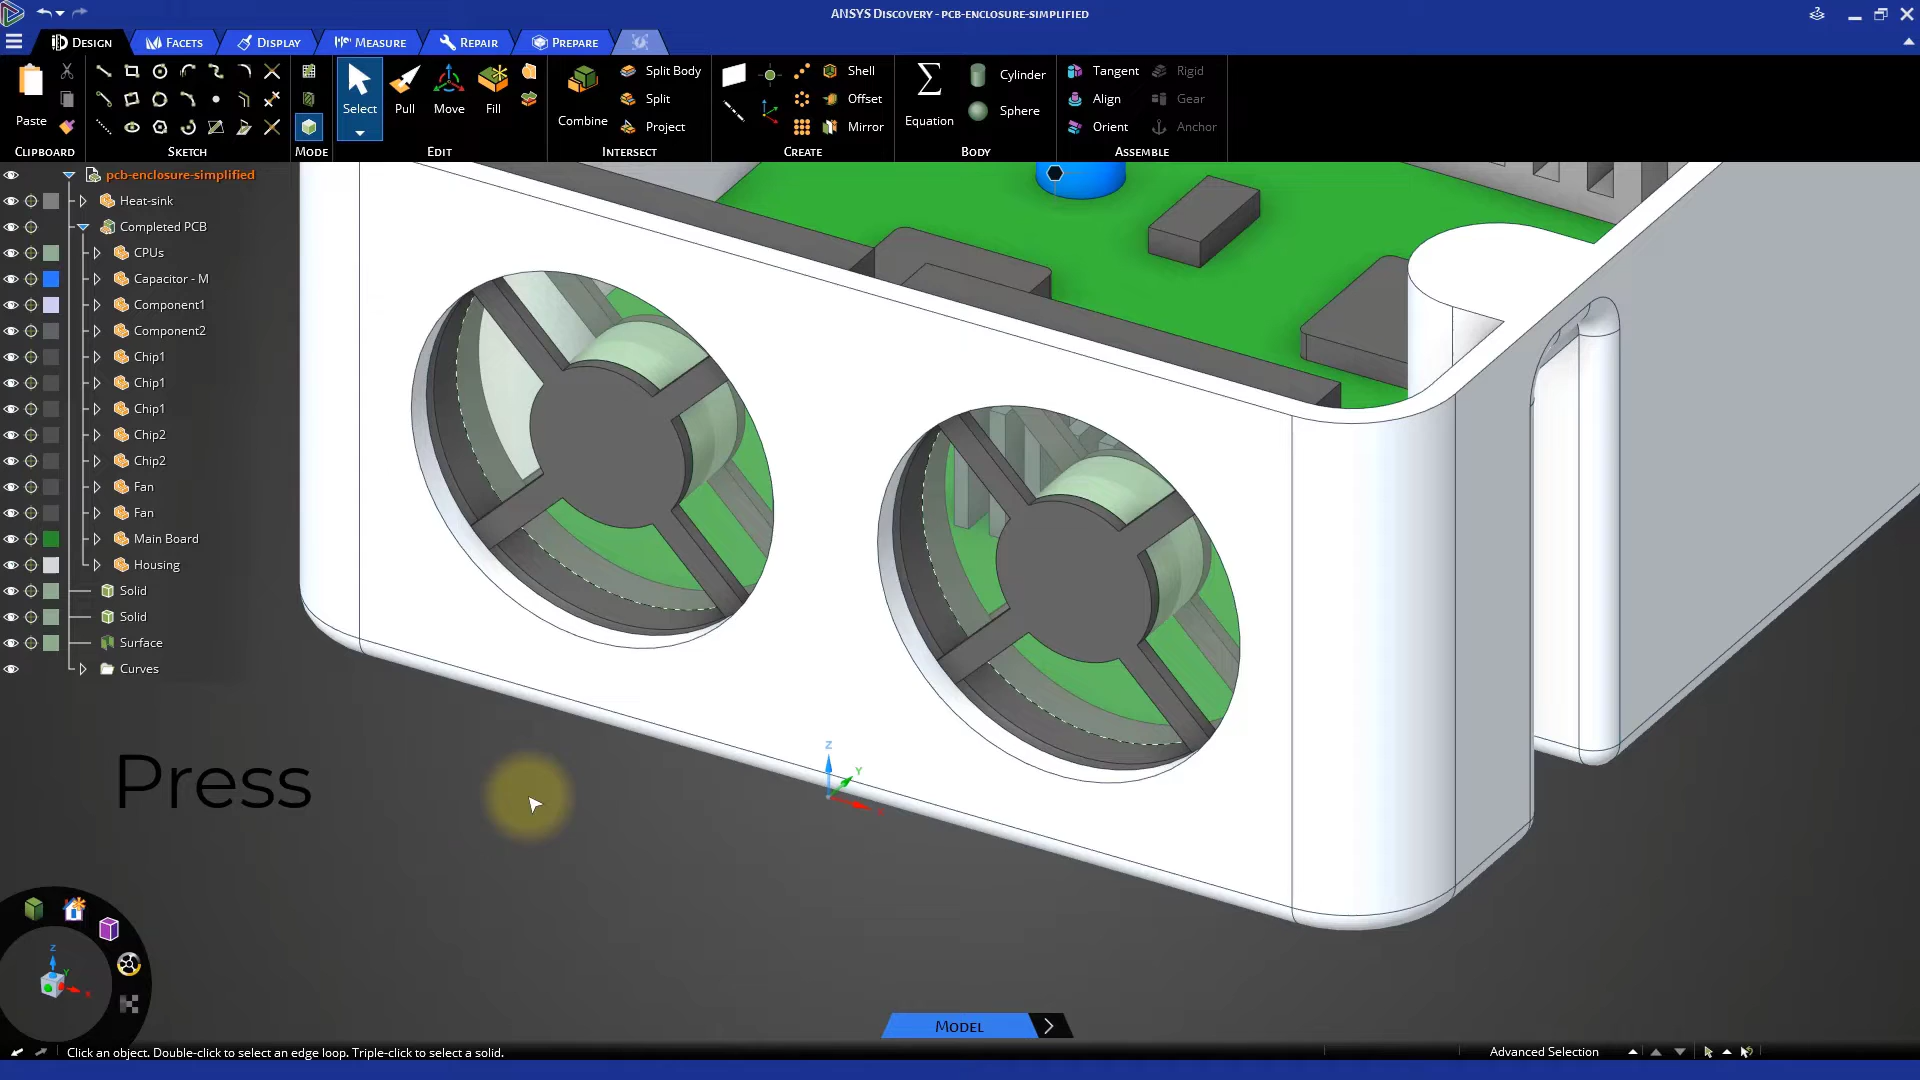 ANSYS Discovery - pcb-enclosure-simplified
Design
Facets
Display
Measure
Repair
Prepare
Paste
Clipboard
Sketch
Mode
Select
Pull
Move
Fill
Edit
Combine
Split Body
Split
Project
Intersect
Shell
Offset
Mirror
Create
Equation
Cylinder
Sphere
Body
Tangent
Align
Orient
Rigid
Gear
Anchor
Assemble
pcb-enclosure-simplified
Heat-sink
Completed PCB
CPUs
Capacitor - M
Component1
Component2
Chip1
Chip1
Chip1
Chip2
Chip2
Fan
Fan
Main Board
Housing
Solid
Solid
Surface
Curves
Press
Z
Y
X
Z
Y
X
Model
Click an object. Double-click to select an edge loop. Triple-click to select a solid.
Advanced Selection